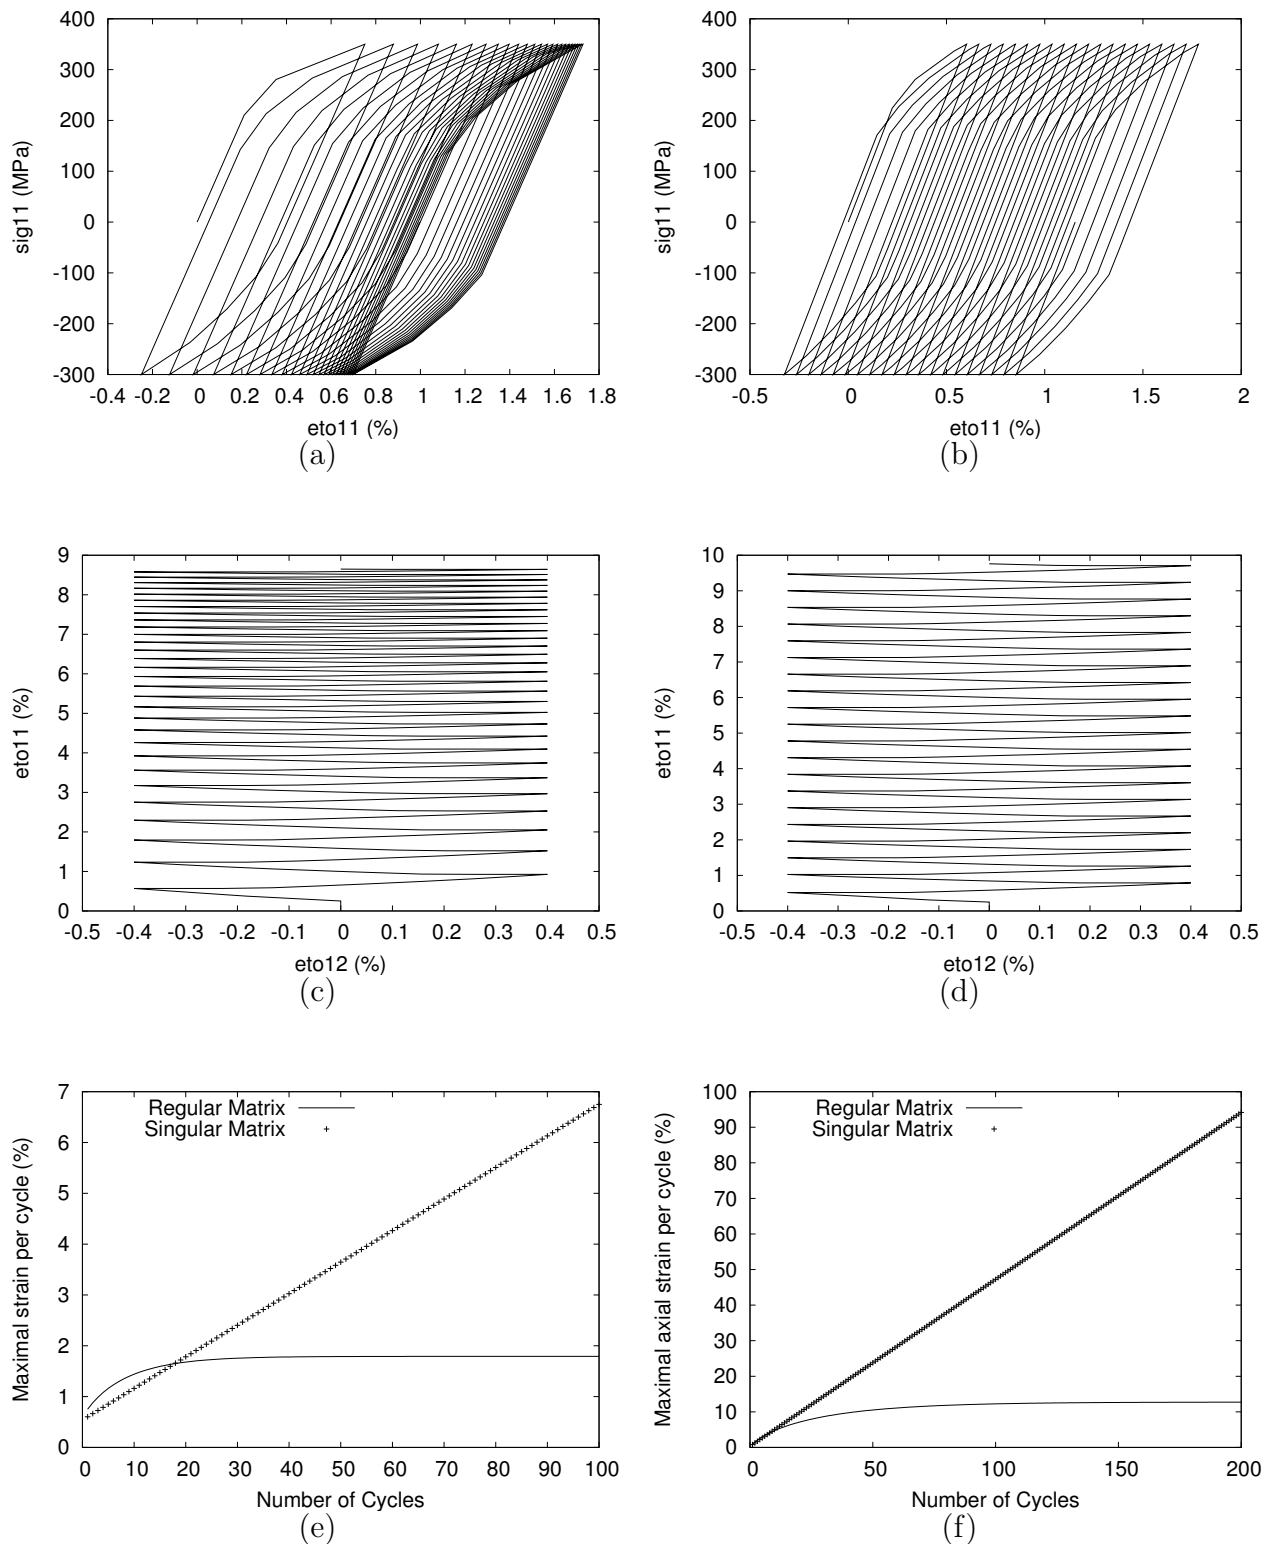 400
300
200
100
0
-100
-200
-300
sig11 (MPa)
-0.4 -0.2 0 0.2 0.4 0.6 0.8 1 1.2 1.4 1.6 1.8
eto11 (%)
(a)
400
300
200
100
0
-100
-200
-300
sig11 (MPa)
-0.5 0 0.5 1 1.5 2
eto11 (%)
(b)
9
8
7
6
5
4
3
2
1
0
eto11 (%)
-0.5 -0.4 -0.3 -0.2 -0.1 0 0.1 0.2 0.3 0.4 0.5
eto12 (%)
(c)
10
9
8
7
6
5
4
3
2
1
0
eto11 (%)
-0.5 -0.4 -0.3 -0.2 -0.1 0 0.1 0.2 0.3 0.4 0.5
eto12 (%)
(d)
7
6
5
4
3
2
1
0
Maximal strain per cycle (%)
Regular Matrix
Singular Matrix
0 10 20 30 40 50 60 70 80 90 100
Number of Cycles
(e)
100
90
80
70
60
50
40
30
20
10
0
Maximal axial strain per cycle (%)
Regular Matrix
Singular Matrix
0 50 100 150 200
Number of Cycles
(f)